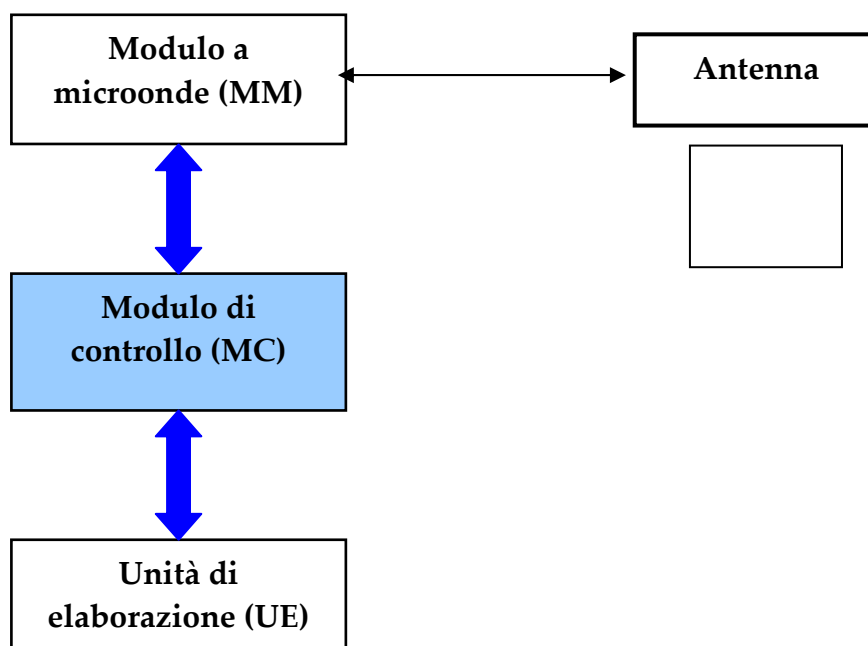 Modulo a
microonde (MM)
Antenna
Modulo di
controllo (MC)
Unità di
elaborazione (UE)